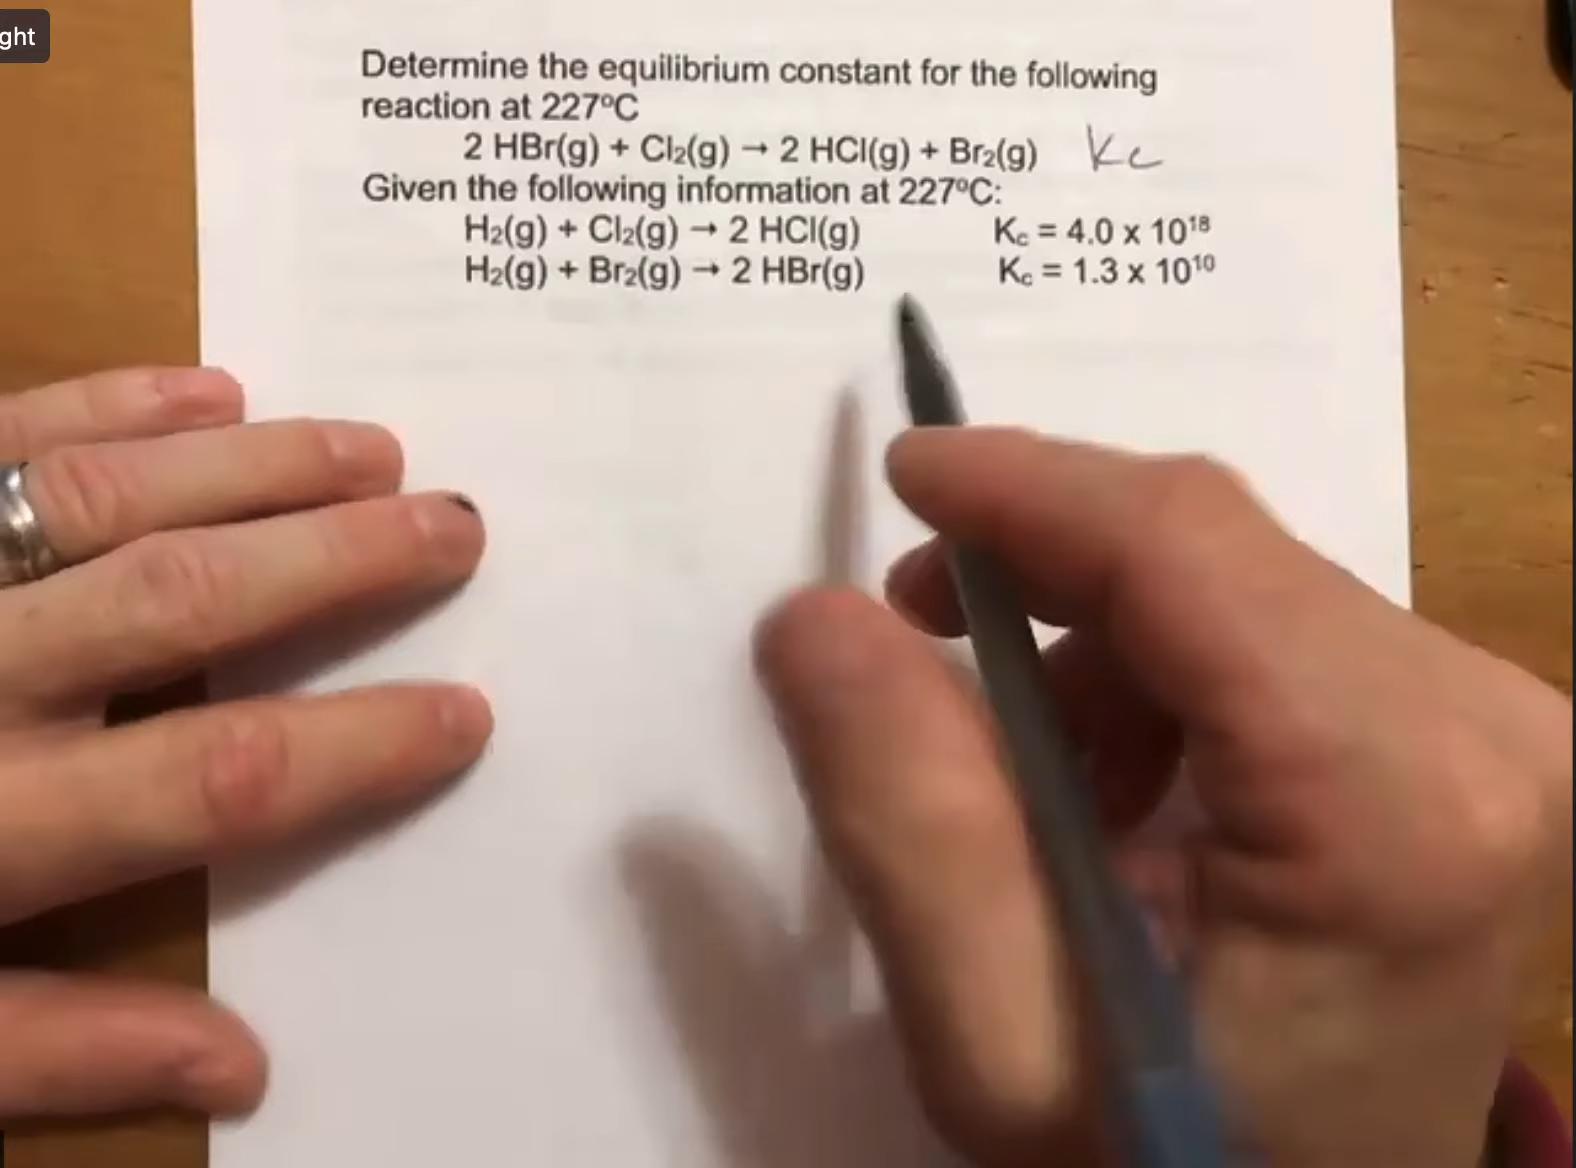 ght
Determine the equilibrium constant for the following
reaction at 227ºC
2 HBr(g) + Cl₂(g) → 2 HCl(g) + Br₂(g) Kc
Given the following information at 227ºC:
H₂(g) + Cl₂(g) → 2 HCl(g) Kc = 4.0 x 10¹⁸
H₂(g) + Br₂(g) → 2 HBr(g) Kc = 1.3 x 10¹⁰